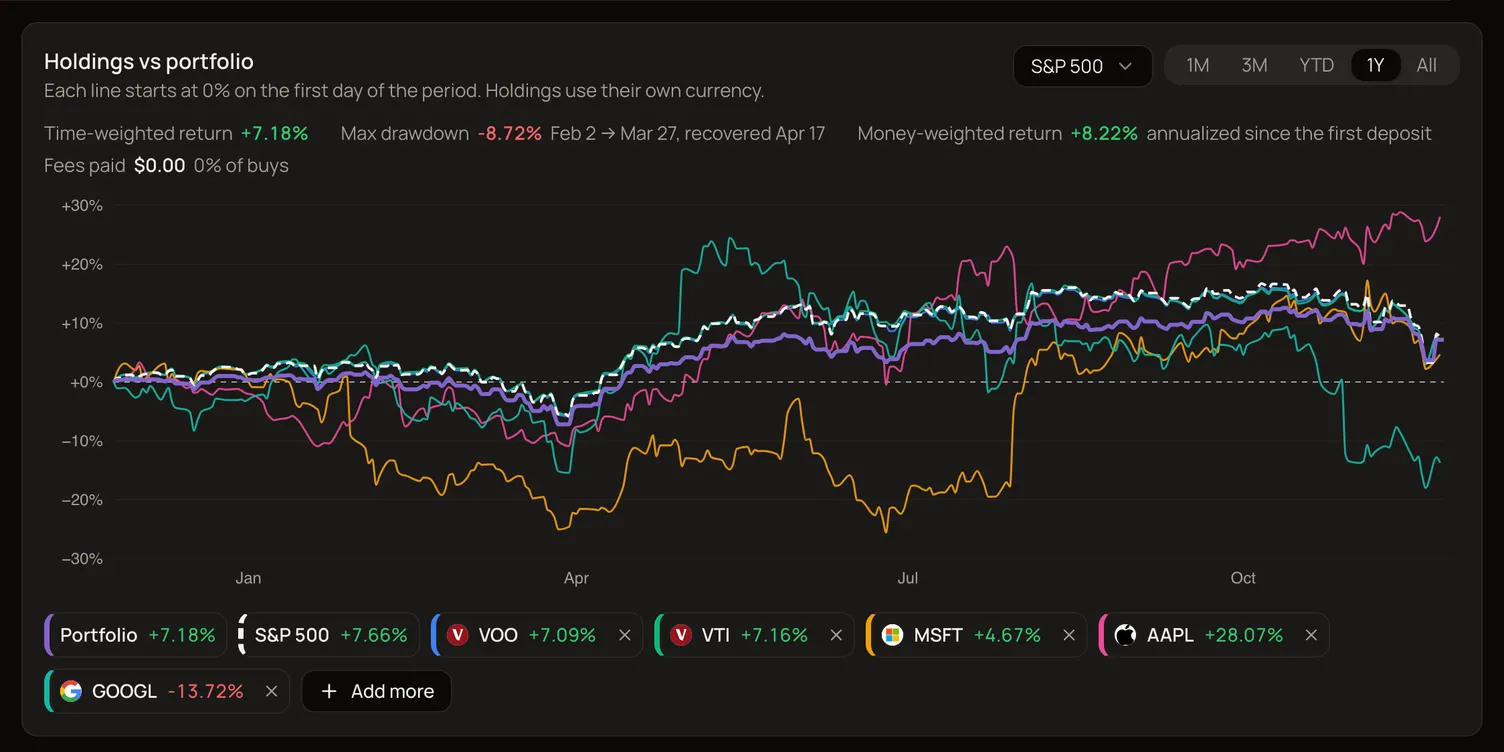 Holdings vs portfolio
Each line starts at 0% on the first day of the period. Holdings use their own currency.
S&P 500
1M 3M YTD 1Y All
Time-weighted return +7.18% Max drawdown -8.72% Feb 2 → Mar 27, recovered Apr 17 Money-weighted return +8.22% annualized since the first deposit
Fees paid $0.00 0% of buys
+30%
+20%
+10%
+0%
−10%
−20%
−30%
Jan Apr Jul Oct
Portfolio +7.18% S&P 500 +7.66% V VOO +7.09% × V VTI +7.16% × MSFT +4.67% × AAPL +28.07% ×
G GOOGL -13.72% × + Add more